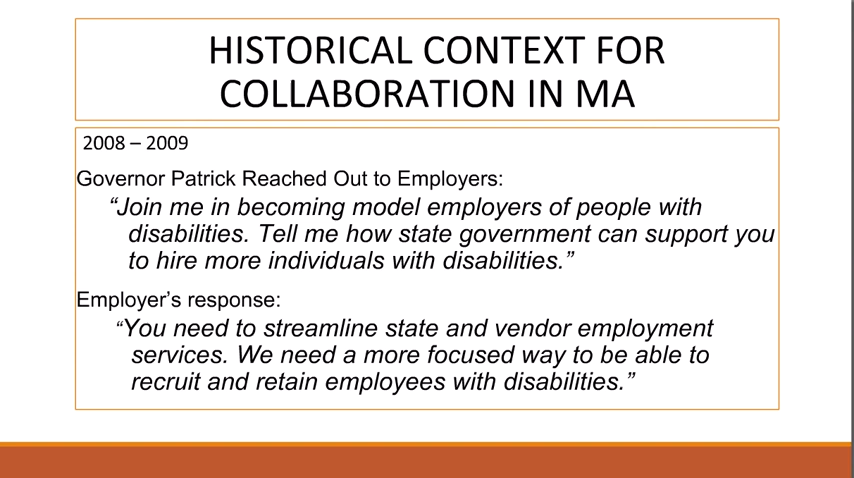 HISTORICAL CONTEXT FOR
COLLABORATION IN MA
2008 – 2009
Governor Patrick Reached Out to Employers:
“Join me in becoming model employers of people with
disabilities. Tell me how state government can support you
to hire more individuals with disabilities.”
Employer’s response:
“You need to streamline state and vendor employment
services. We need a more focused way to be able to
recruit and retain employees with disabilities.”